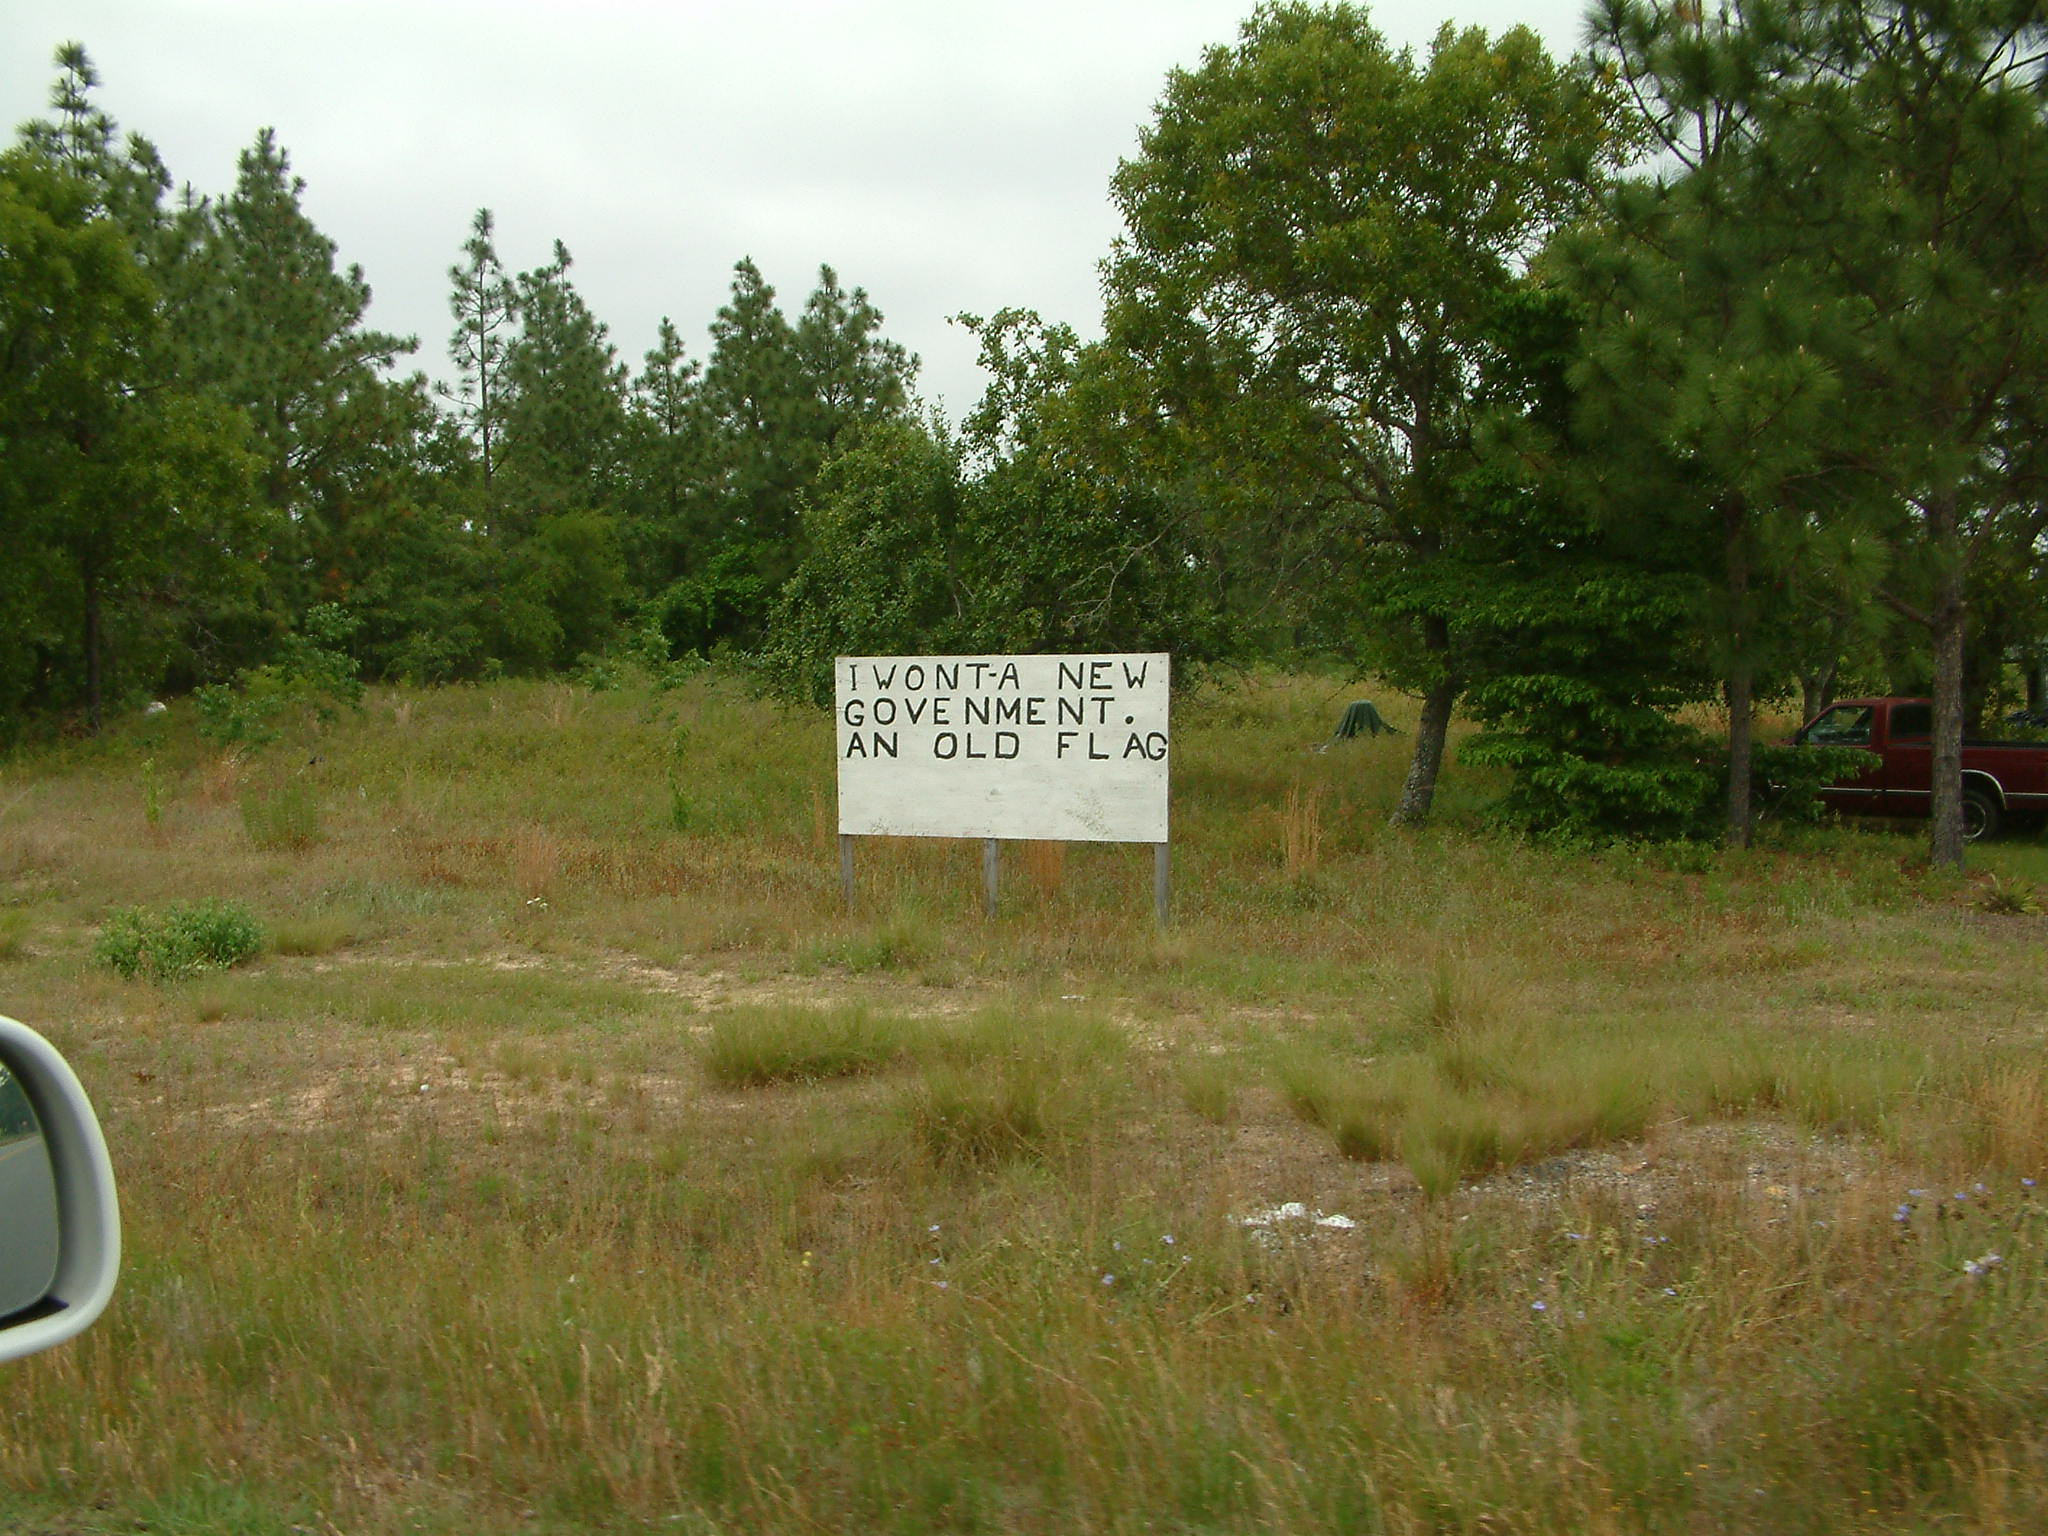 I WONT-A NEW
GOVENMENT.
AN OLD FLAG